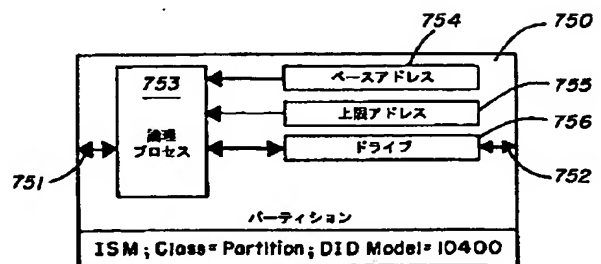 754
750
753
ベースアドレス
755
上限アドレス
756
論理
プロセス
ドライブ
751
752
パーティション
ISM; Class=Partition; DID Model=10400